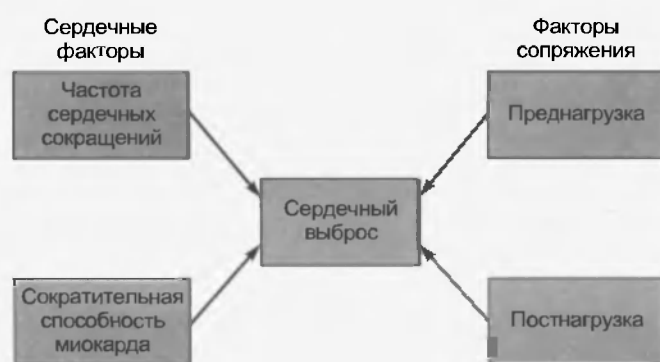 Сердечные
факторы
Факторы
сопряжения
Частота
сердечных
сокращений
Преднагрузка
Сердечный
выброс
Сократительная
способность
миокарда
Постнагрузка